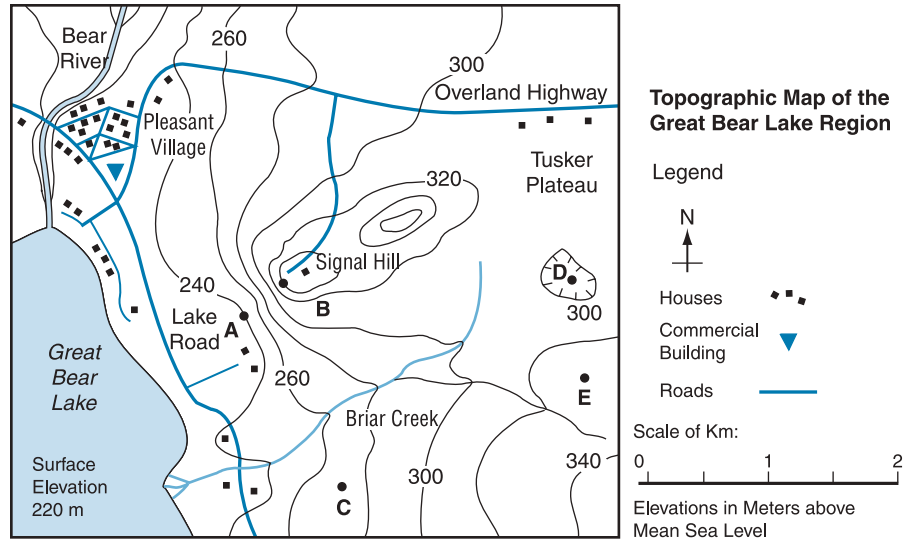 Bear
River
260
300
Overland Highway
Pleasant
Village
Tusker
Plateau
320
Signal Hill
D
300
240
B
Lake
Road
A
Great
Bear
Lake
260
E
Briar Creek
300
340
Surface
Elevation
220 m
C
Topographic Map of the
Great Bear Lake Region
Legend
N
Houses
Commercial
Building
Roads
Scale of Km:
0 1 2
Elevations in Meters above
Mean Sea Level